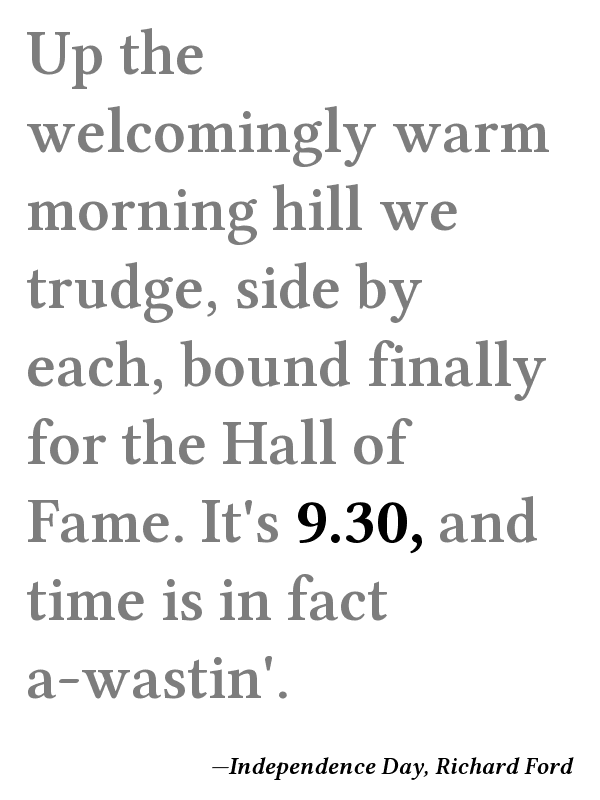 Up the
welcomingly warm
morning hill we
trudge, side by
each, bound finally
for the Hall of
Fame. It's 9.30, and
time is in fact
a-wastin'.
—Independence Day, Richard Ford